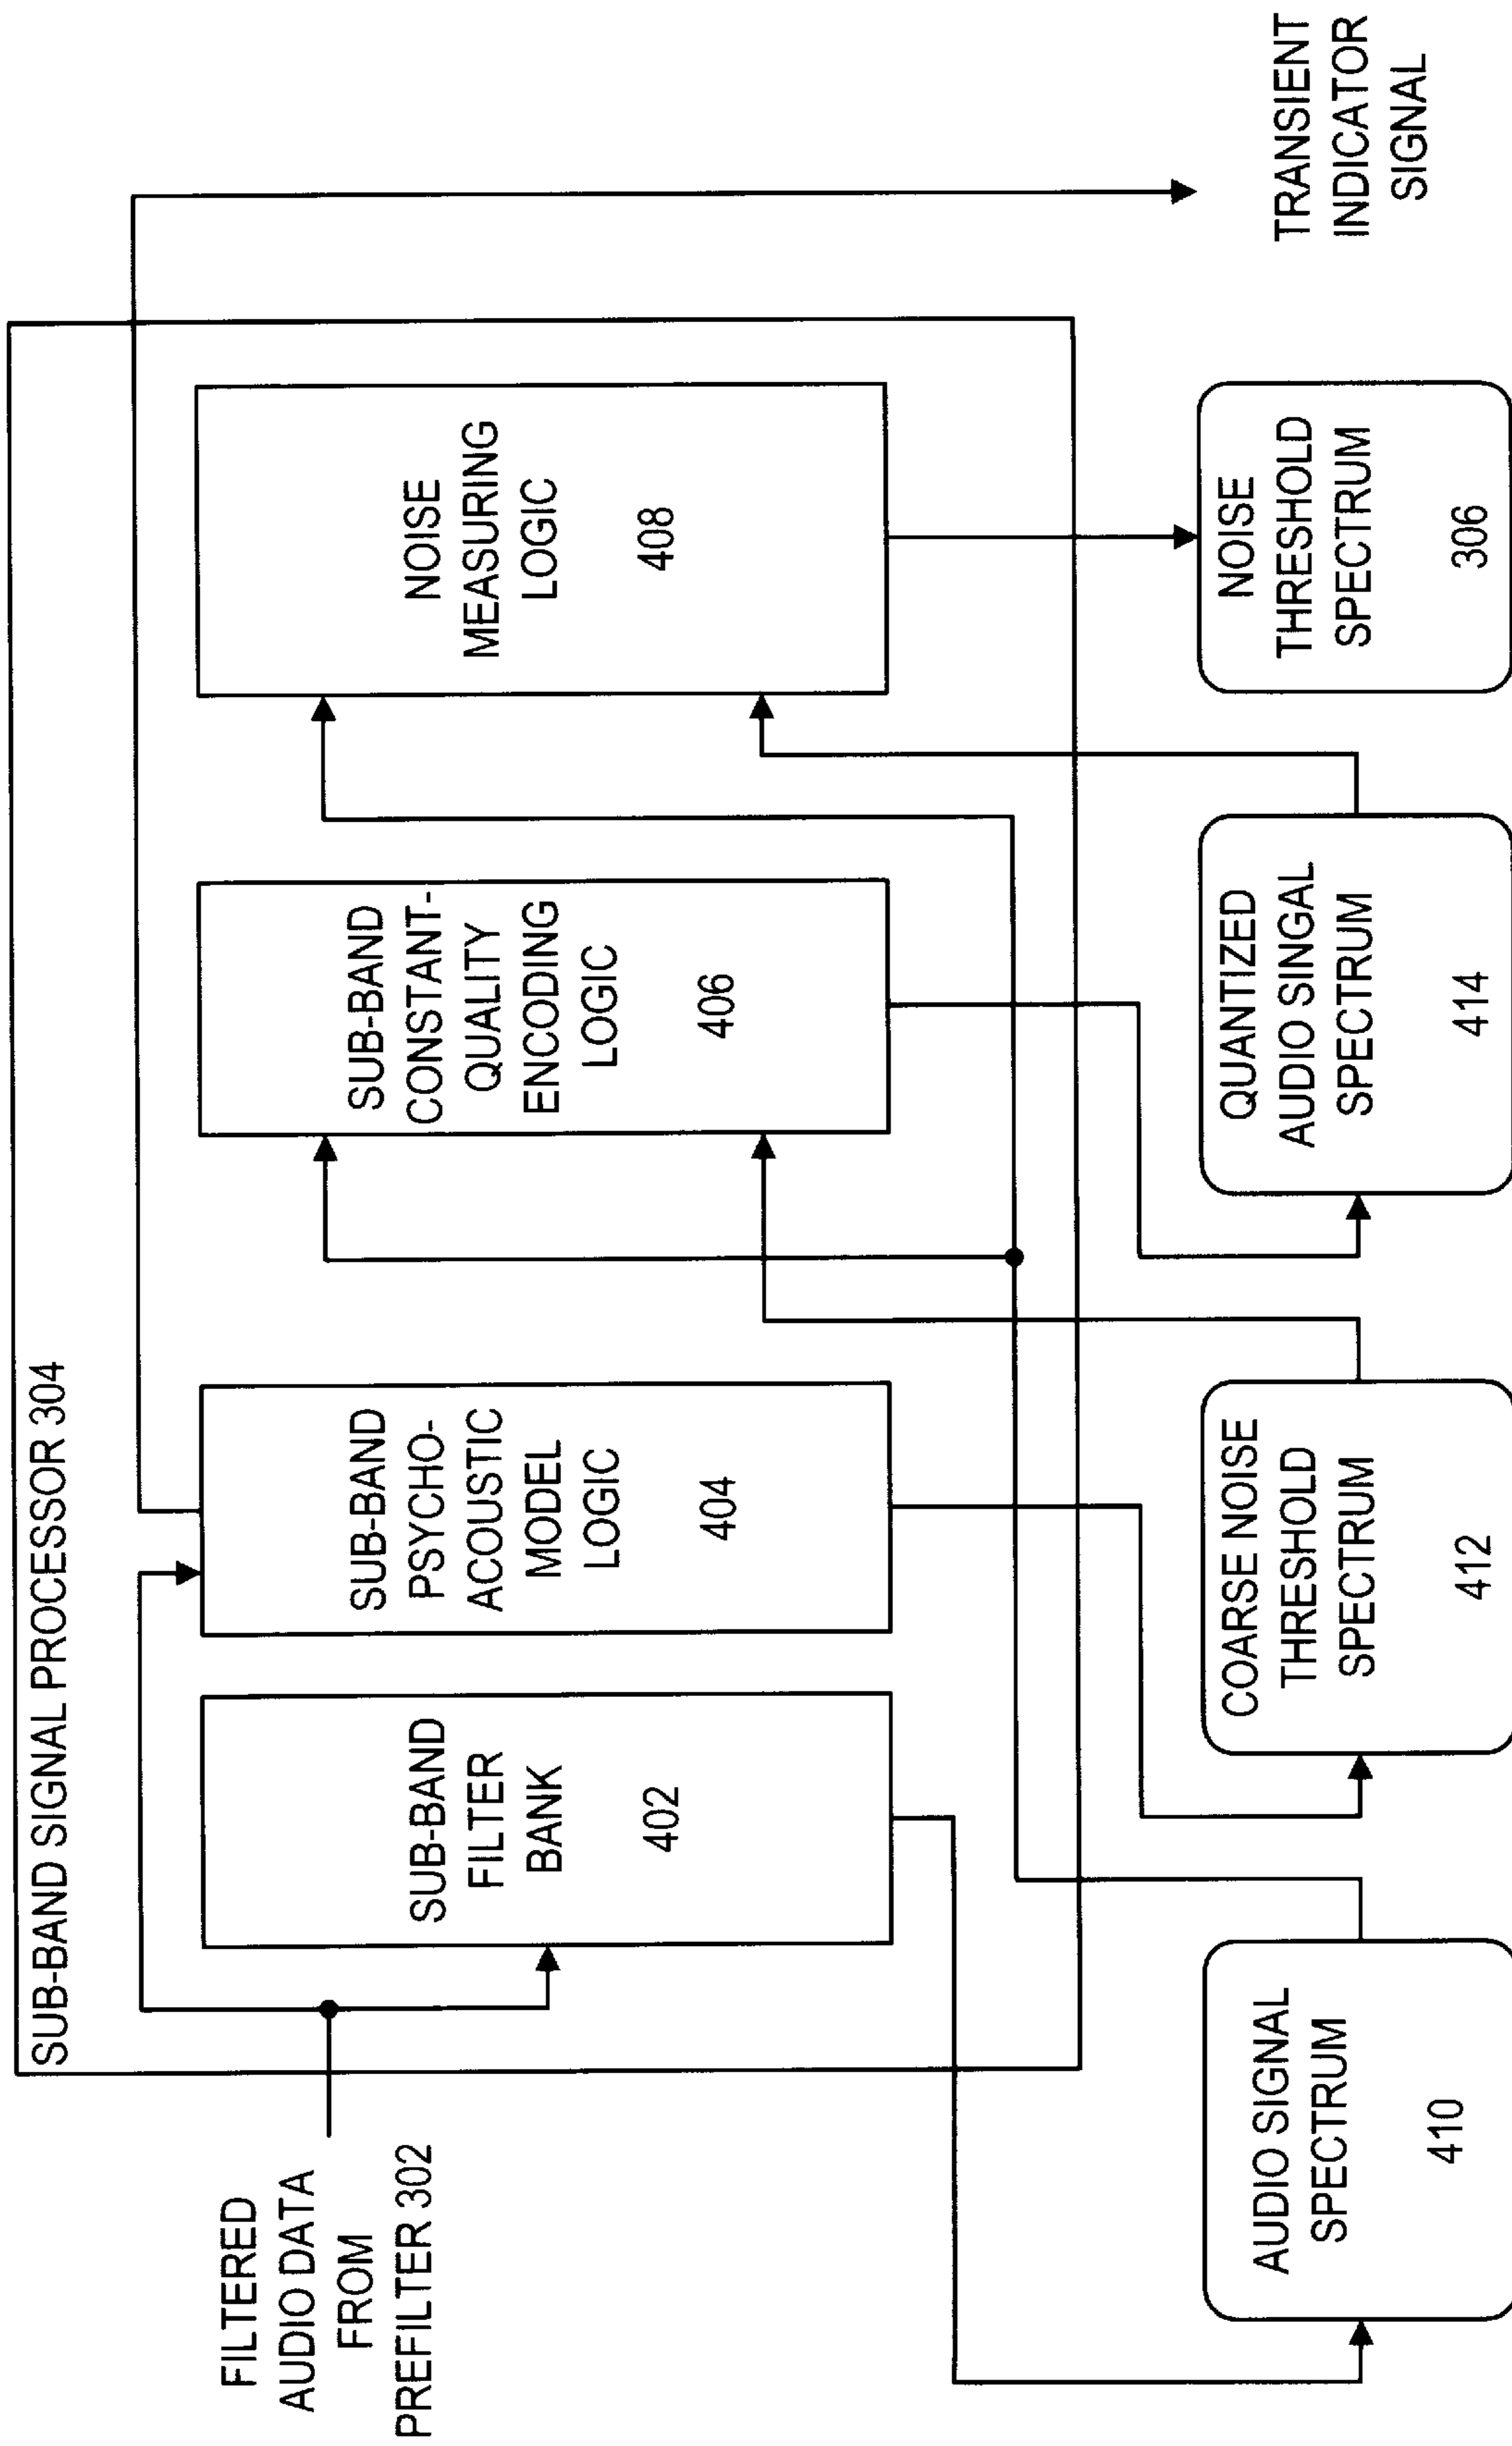 SUB-BAND SIGNAL PROCESSOR 304
FILTERED
AUDIO DATA
FROM
PREFILTER 302
SUB-BAND
FILTER
BANK
402
SUB-BAND
PSYCHO-
ACOUSTIC
MODEL
LOGIC
404
SUB-BAND
CONSTANT-
QUALITY
ENCODING
LOGIC
406
NOISE
MEASURING
LOGIC
408
AUDIO SIGNAL
SPECTRUM
410
COARSE NOISE
THRESHOLD
SPECTRUM
412
QUANTIZED
AUDIO SINGAL
SPECTRUM
414
NOISE
THRESHOLD
SPECTRUM
306
TRANSIENT
INDICATOR
SIGNAL